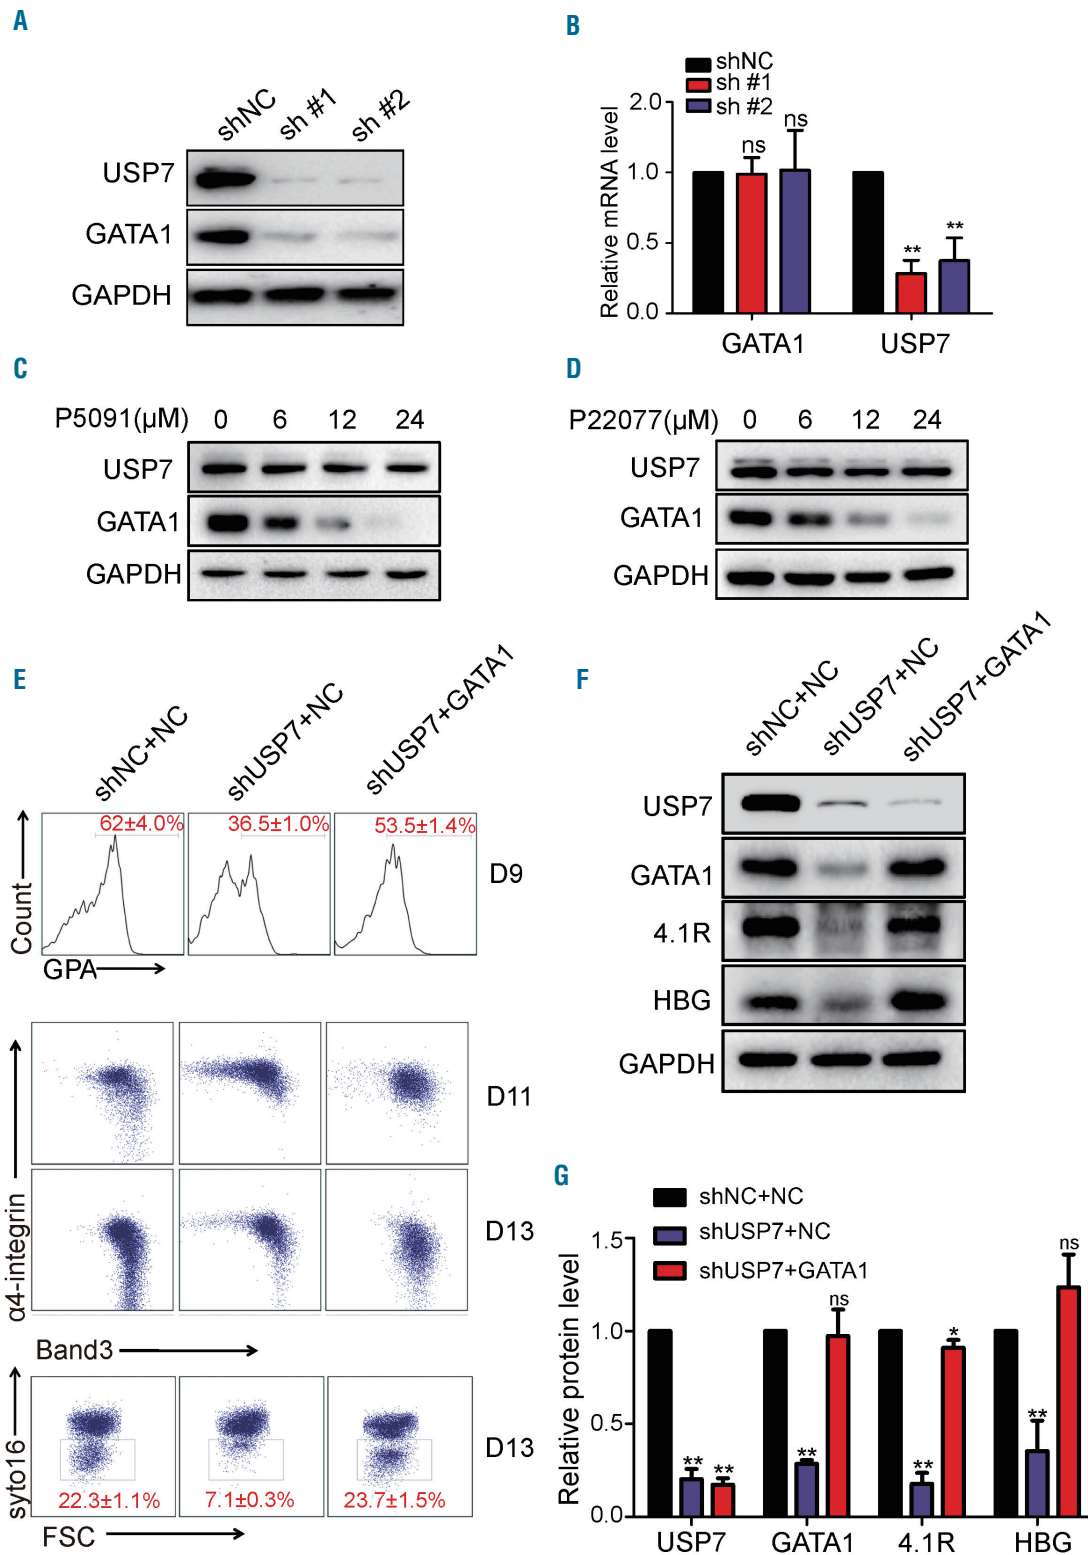 A
shNC
sh #1
sh #2
USP7
GATA1
GAPDH
B
shNC
sh #1
sh #2
Relative mRNA level
2.0
1.0
0.5
0.0
ns
ns
**
**
GATA1
USP7
C
P5091(μM) 0 6 12 24
USP7
GATA1
GAPDH
D
P22077(μM) 0 6 12 24
USP7
GATA1
GAPDH
E
shNC+NC
shUSP7+NC
shUSP7+GATA1
62±4.0%
36.5±1.0%
53.5±1.4%
D9
Count
GPA
D11
D13
α4-integrin
Band3
syto16
22.3±1.1%
7.1±0.3%
23.7±1.5%
D13
FSC
F
shNC+NC
shUSP7+NC
shUSP7+GATA1
USP7
GATA1
4.1R
HBG
GAPDH
G
shNC+NC
shUSP7+NC
shUSP7+GATA1
Relative protein level
1.5
1.0
0.5
0.0
**
**
**
ns
**
*
**
ns
USP7
GATA1
4.1R
HBG